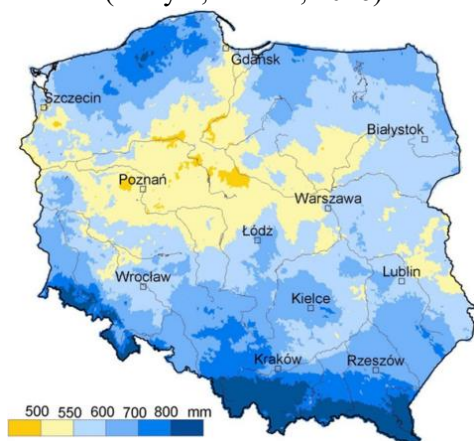 Gdańsk
Szczecin
Białystok
Poznań
Warszawa
Łódź
Wrocław
Lublin
Kielce
Kraków
Rzeszów
500 550 600 700 800 mm